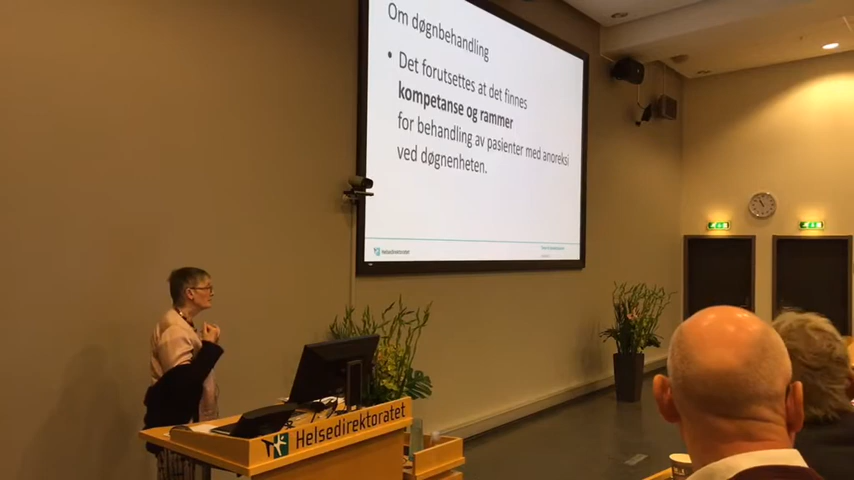 Om døgnbehandling
• Det forutsettes at det finnes
kompetanse og rammer
for behandling av pasienter med anoreksi
ved døgnenheten.
Helsedirektoratet
Helsedirektoratet